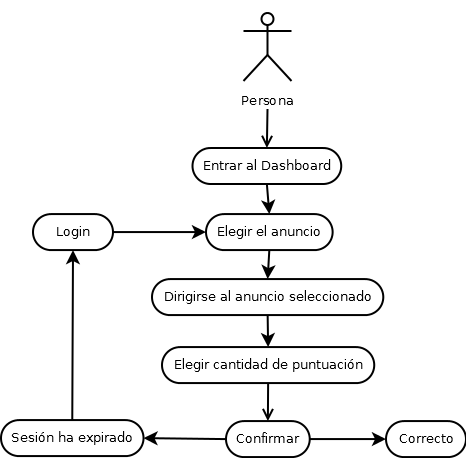 Persona
Entrar al Dashboard
Login
Elegir el anuncio
Dirigirse al anuncio seleccionado
Elegir cantidad de puntuación
Sesión ha expirado
Confirmar
Correcto